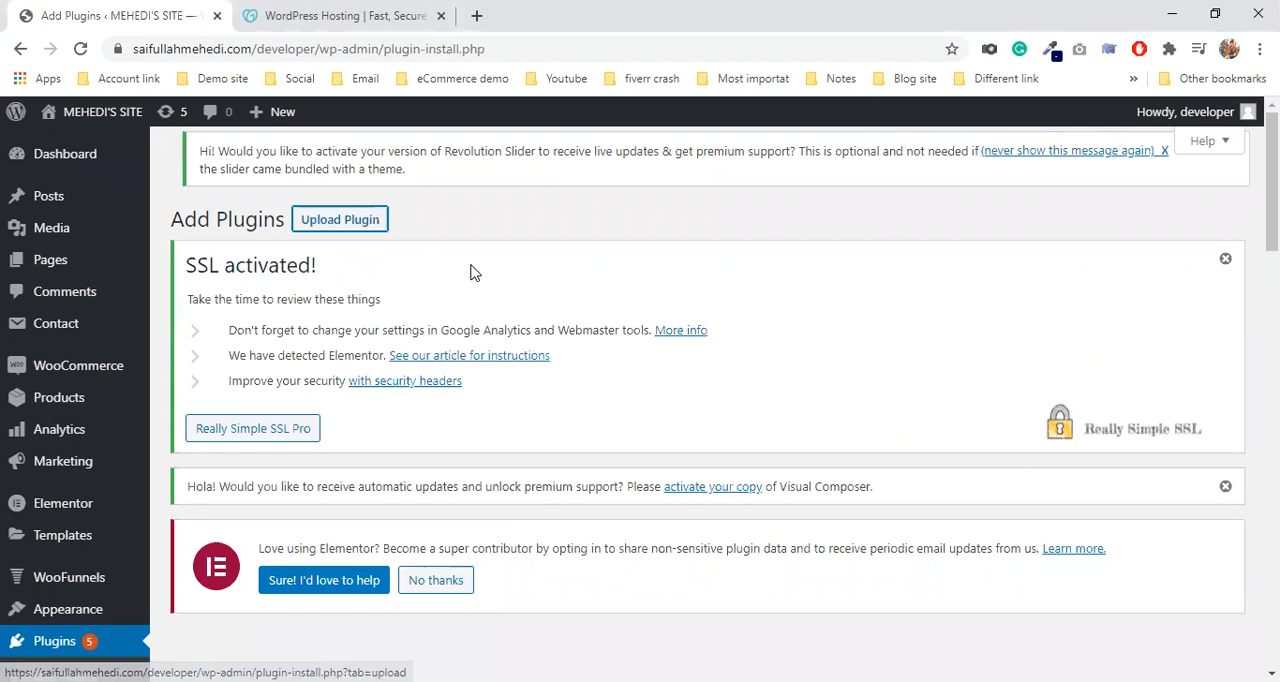 Add Plugins ‹ MEHEDI'S SITE —
WordPress Hosting | Fast, Secure
saifullahmehedi.com/developer/wp-admin/plugin-install.php
Apps
Account link
Demo site
Social
Email
eCommerce demo
Youtube
fiverr crash
Most importat
Notes
Blog site
Different link
»
Other bookmarks
MEHEDI'S SITE
5
0
New
Howdy, developer
Help
Hi! Would you like to activate your version of Revolution Slider to receive live updates & get premium support? This is optional and not needed if (never show this message again) X
the slider came bundled with a theme.
Dashboard
Posts
Media
Pages
Comments
Contact
WooCommerce
Products
Analytics
Marketing
Elementor
Templates
WooFunnels
Appearance
Plugins 5
Add Plugins
Upload Plugin
SSL activated!
Take the time to review these things
Don't forget to change your settings in Google Analytics and Webmaster tools. More info
We have detected Elementor. See our article for instructions
Improve your security with security headers
Really Simple SSL Pro
Really Simple SSL
Hola! Would you like to receive automatic updates and unlock premium support? Please activate your copy of Visual Composer.
Love using Elementor? Become a super contributor by opting in to share non-sensitive plugin data and to receive periodic email updates from us. Learn more.
Sure! I'd love to help
No thanks
https://saifullahmehedi.com/developer/wp-admin/plugin-install.php?tab=upload